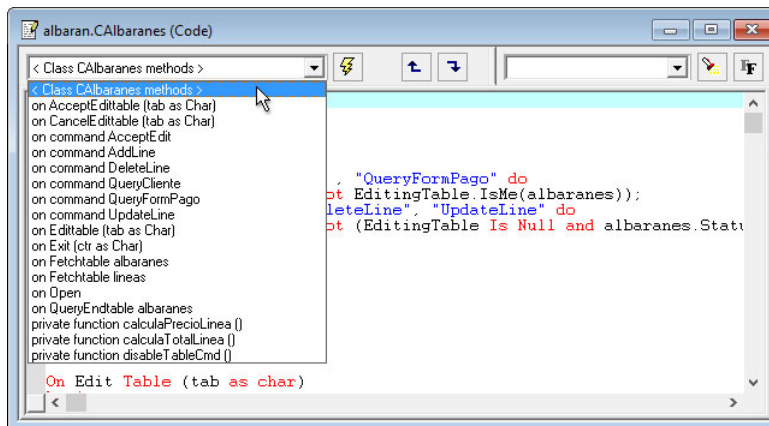 albaran.CAlbaranes (Code)
< Class CAlbaranes methods >
< Class CAlbaranes methods >
on AcceptEdittable (tab as Char)
on CancelEdittable (tab as Char)
on command AcceptEdit
on command AddLine
on command DeleteLine
on command QueryCliente
, "QueryFormPago" do
on command QueryFormPago
ot EditingTable.IsMe(albaranes));
on command UpdateLine
leteLine", "UpdateLine" do
on Edittable (tab as Char)
ot (EditingTable Is Null and albaranes.Statu
on Exit (ctr as Char)
on Fetchtable albaranes
on Fetchtable lineas
on Open
on QueryEndtable albaranes
private function calculaPrecioLinea ()
private function calculaTotalLinea ()
private function disableTableCmd ()
On Edit Table (tab as char)